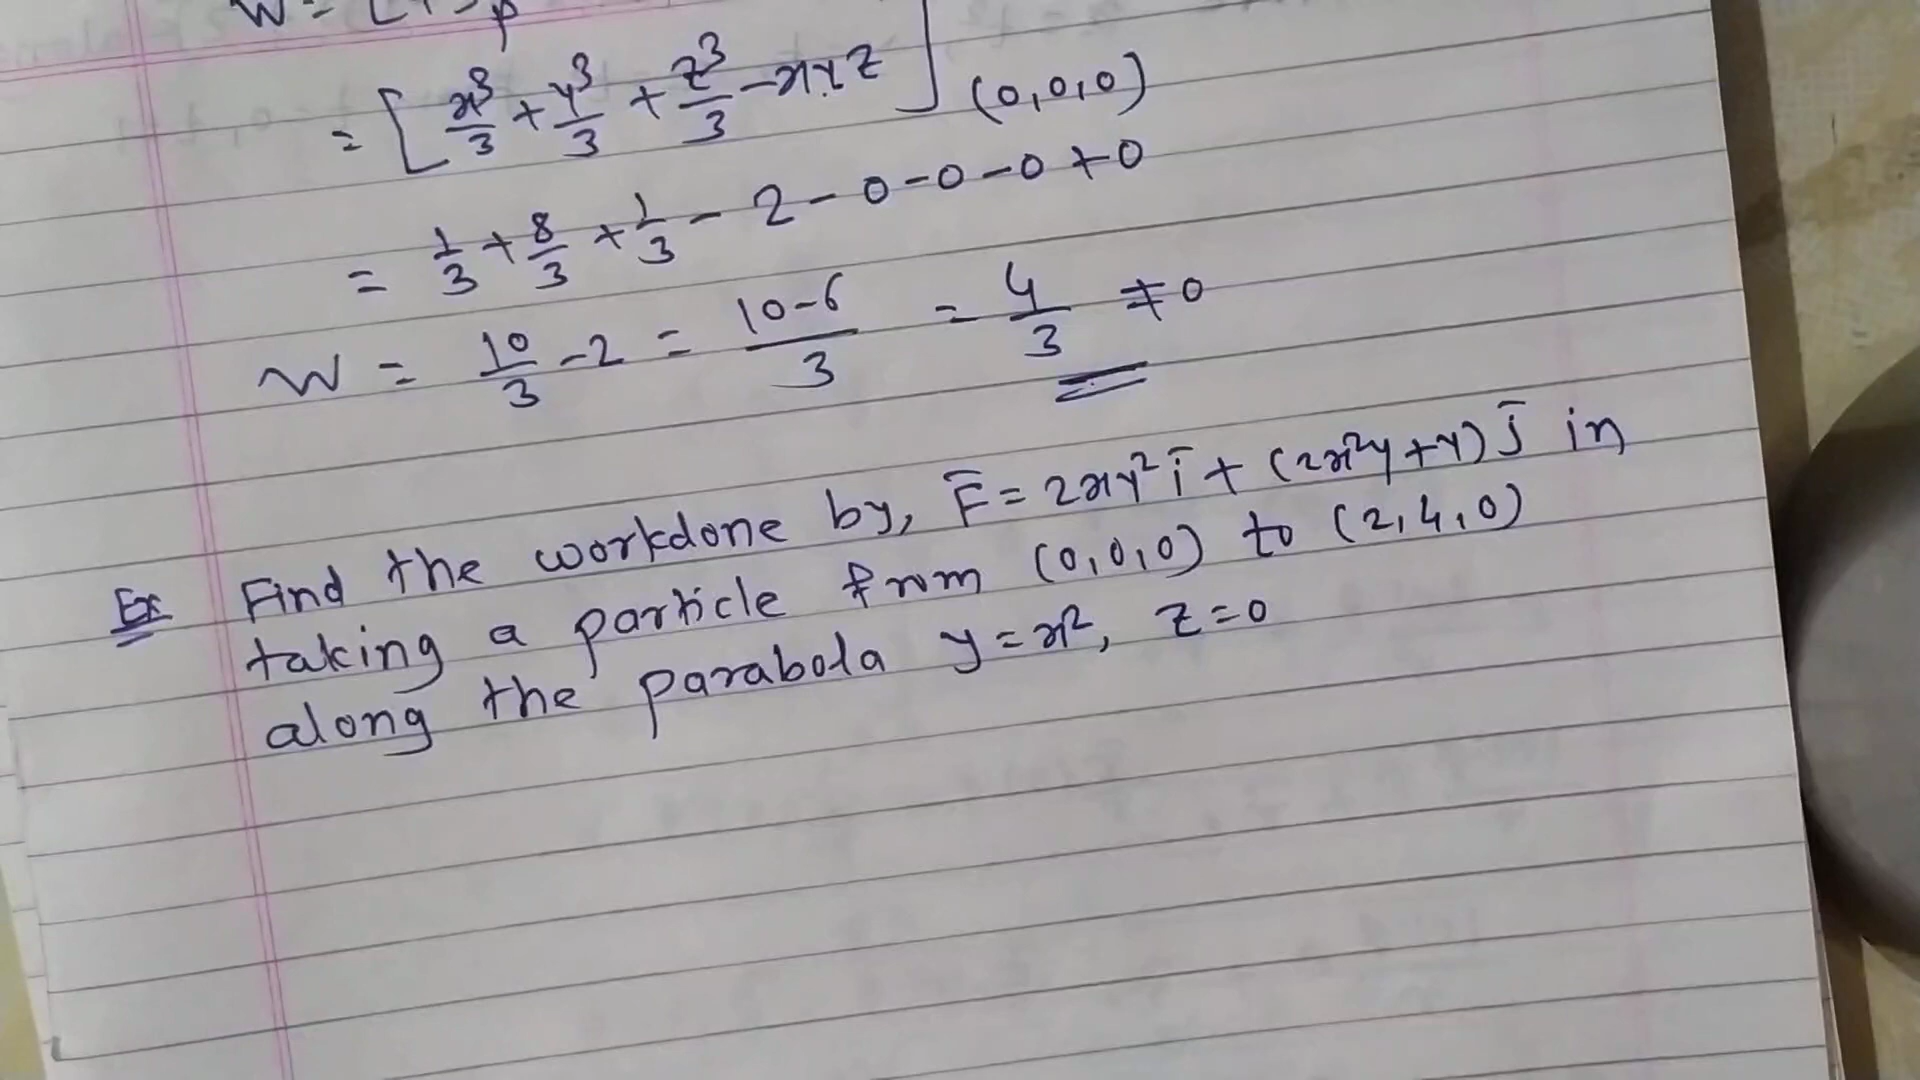 = [x³/3 + y³/3 + z³/3 - xyz] (0,0,0)
= 1/3 + 8/3 + 1/3 - 2 - 0 - 0 - 0 + 0
W = 10/3 - 2 = 10-6/3 = 4/3 ≠ 0
Ex Find the workdone by, F̄ = 2xy² ī + (2x²y + y) j̄ in
taking a particle from (0,0,0) to (2,4,0)
along the parabola y = x², z = 0